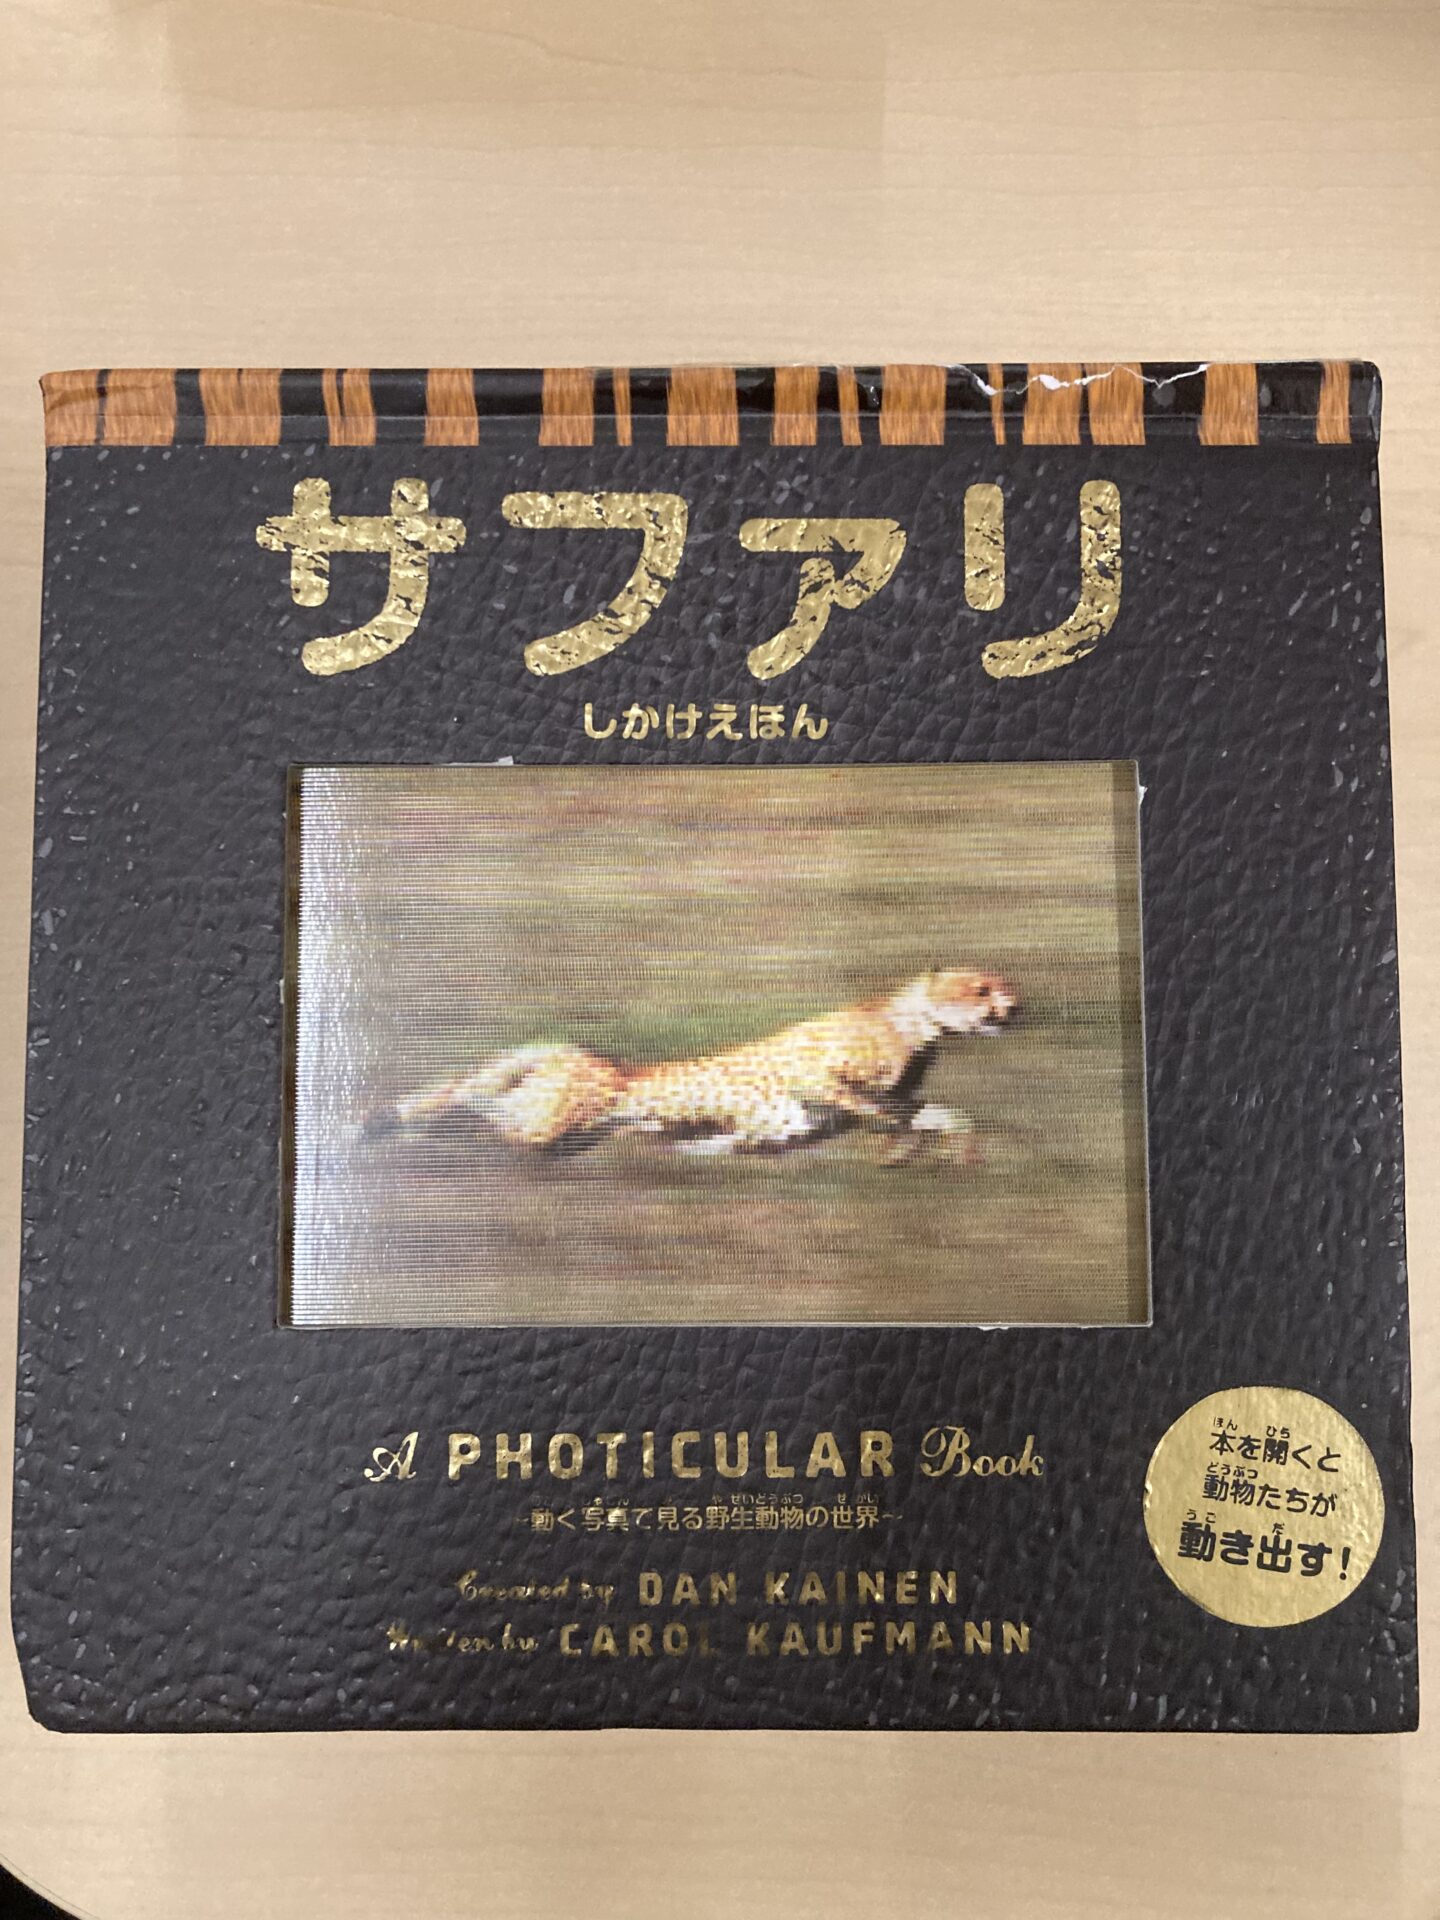 サファリ
しかけえほん
A PHOTICULAR Book
~動く写真で見る野生動物の世界~
Created by DAN KAINEN
Written by CAROL KAUFMANN
本を開くと
動物たちが
動き出す!